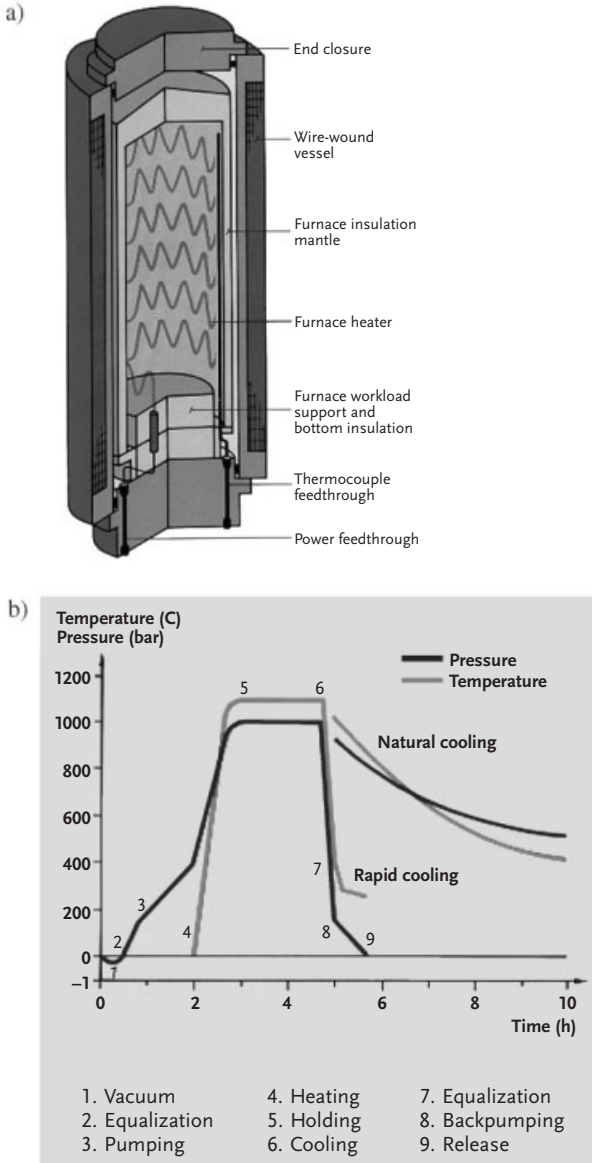 a)
End closure
Wire-wound
vessel
Furnace insulation
mantle
Furnace heater
Furnace workload
support and
bottom insulation
Thermocouple
feedthrough
Power feedthrough
b)
Temperature (C)
Pressure (bar)
Pressure
Temperature
1200
1000
800
600
400
200
0
–1
5
6
Natural cooling
7
Rapid cooling
3
4
2
8
9
1
0
2
4
6
8
10
Time (h)
1. Vacuum
2. Equalization
3. Pumping
4. Heating
5. Holding
6. Cooling
7. Equalization
8. Backpumping
9. Release